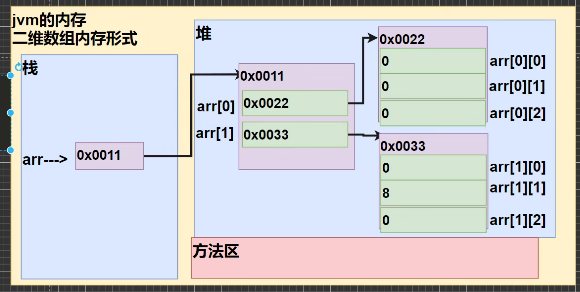 jvm的内存
二维数组内存形式
栈
arr--->
0x0011
堆
0x0011
arr[0]
0x0022
arr[1]
0x0033
0x0022
0
arr[0][0]
0
arr[0][1]
0
arr[0][2]
0x0033
0
arr[1][0]
8
arr[1][1]
0
arr[1][2]
方法区